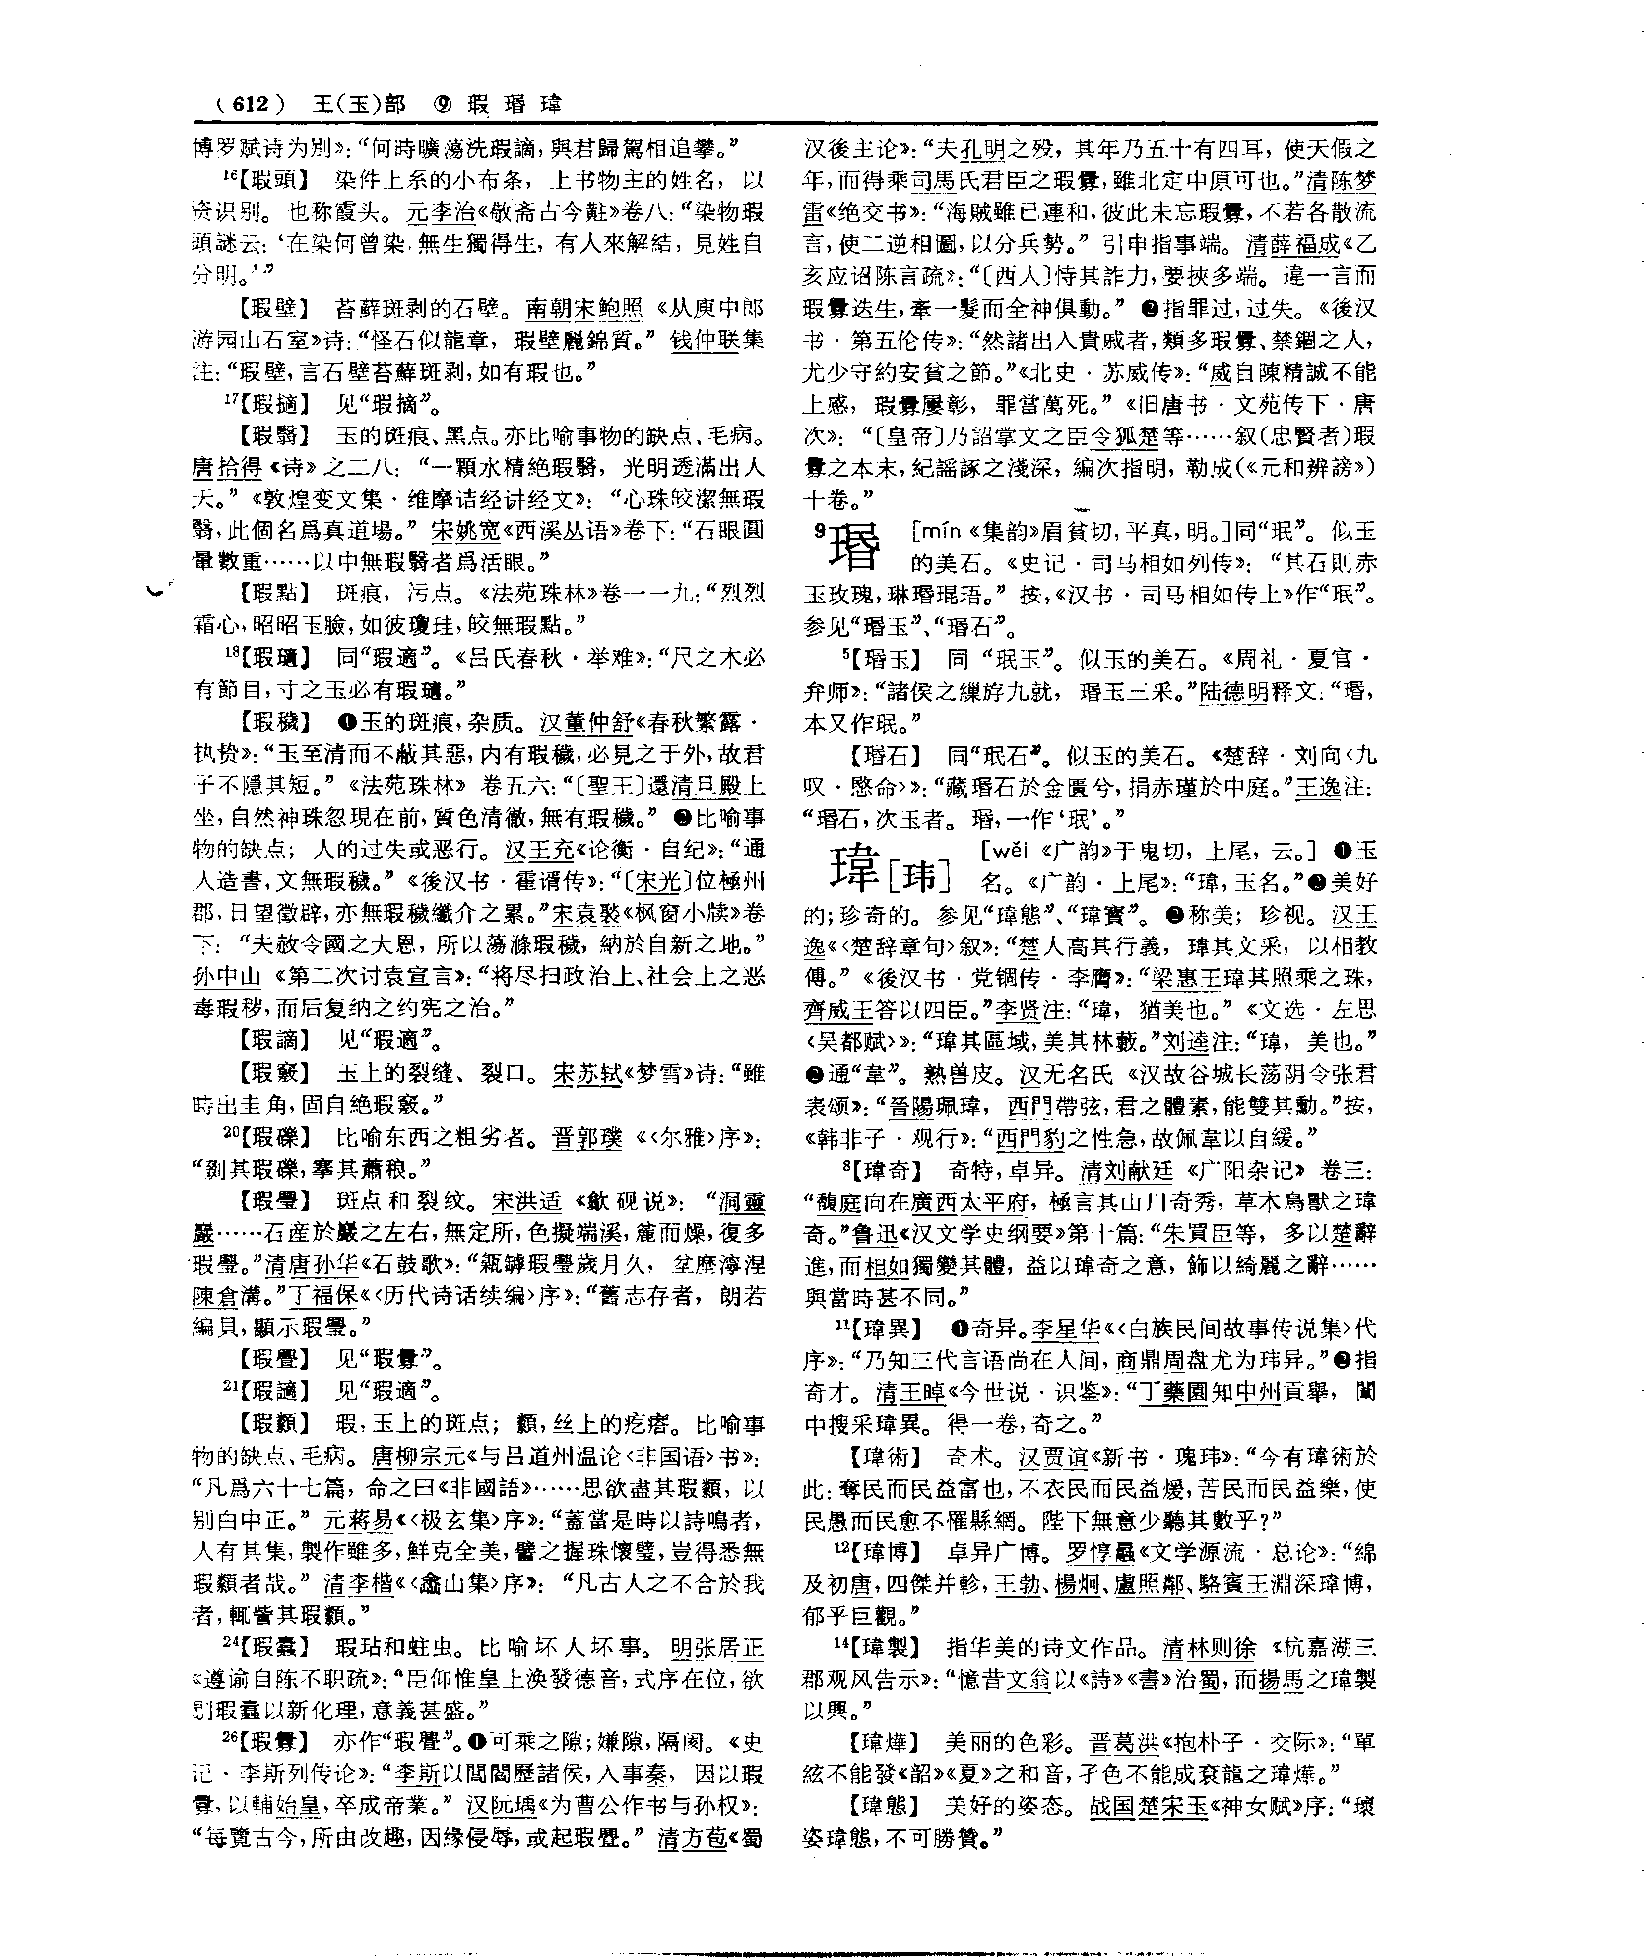 (612) 王(玉)部 ⑨ 瑕 瑉 瑋
博罗赋诗为别》：“何時曠蕩洗瑕謫，與君歸駕相追攀。”
16【瑕頭】 染件上系的小布条，上书物主的姓名，以
资识别。也称霞头。元李治《敬斋古今黈》卷八：“染物瑕
頭謎云：‘在染何曾染，無生獨得生，有人來解結，見姓自
分明。’”
【瑕壁】 苔藓斑剥的石壁。南朝宋鲍照《从庾中郎
游园山石室》诗：“怪石似龍章，瑕壁麗錦質。”钱仲联集
注：“瑕壁，言石壁苔蘚斑剥，如有瑕也。”
17【瑕擿】 见“瑕摘”。
【瑕翳】 玉的斑痕、黑点。亦比喻事物的缺点、毛病。
唐拾得《诗》之二八：“一顆水精絶瑕翳，光明透滿出人
天。”《敦煌变文集·维摩诘经讲经文》：“心珠皎潔無瑕
翳，此個名爲真道場。”宋姚宽《西溪丛语》卷下：“石眼圓
暈數重……以中無瑕翳者爲活眼。”
【瑕點】 斑痕，污点。《法苑珠林》卷一一九：“烈烈
霜心，昭昭玉臉，如彼瓊珪，皎無瑕點。”
18【瑕瓋】 同“瑕適”。《吕氏春秋·举难》：“尺之木必
有節目，寸之玉必有瑕瓋。”
【瑕穢】 ❶玉的斑痕，杂质。汉董仲舒《春秋繁露·
执贽》：“玉至清而不蔽其惡，内有瑕穢，必見之于外，故君
子不隱其短。”《法苑珠林》卷五六：“〔聖王〕還清旦殿上
坐，自然神珠忽現在前，質色清徹，無有瑕穢。”❷比喻事
物的缺点；人的过失或恶行。汉王充《论衡·自纪》：“通
人造書，文無瑕穢。”《後汉书·霍谞传》：“〔宋光〕位極州
郡，日望徵辟，亦無瑕穢纖介之累。”宋袁褧《枫窗小牍》卷
下：“夫赦令國之大恩，所以蕩滌瑕穢，納於自新之地。”
孙中山《第二次讨袁宣言》：“将尽扫政治上、社会上之恶
毒瑕秽，而后复纳之约宪之治。”
【瑕謫】 见“瑕適”。
【瑕竅】 玉上的裂缝、裂口。宋苏轼《梦雪》诗：“雖
時出圭角，固自絶瑕竅。”
20【瑕礫】 比喻东西之粗劣者。晋郭璞《〈尔雅〉序》：
“剟其瑕礫，搴其蕭稂。”
【瑕璺】 斑点和裂纹。宋洪适《歙砚说》：“洞靈
巖……石産於巖之左右，無定所，色擬端溪，麓而燥，復多
瑕璺。”清唐孙华《石鼓歌》：“瓾罅瑕璺歲月久，坌塵濘涅
陳倉溝。”丁福保《〈历代诗话续编〉序》：“舊志存者，朗若
編貝，顯示瑕璺。”
【瑕舋】 见“瑕釁”。
21【瑕讁】 见“瑕適”。
【瑕纇】 瑕，玉上的斑点；纇，丝上的疙瘩。比喻事
物的缺点、毛病。唐柳宗元《与吕道州温论〈非国语〉书》：
“凡爲六十七篇，命之曰《非國語》……思欲盡其瑕纇，以
别白中正。”元蒋易《〈极玄集〉序》：“蓋當是時以詩鳴者，
人有其集，製作雖多，鮮克全美，譬之握珠懷璧，豈得悉無
瑕纇者哉。”清李楷《〈嵞山集〉序》：“凡古人之不合於我
者，輒訾其瑕纇。”
24【瑕蠹】 瑕玷和蛀虫。比喻坏人坏事。明张居正
《遵谕自陈不职疏》：“臣仰惟皇上涣發德音，式序在位，欲
别瑕蠹以新化理，意義甚盛。”
26【瑕釁】 亦作“瑕舋”。❶可乘之隙；嫌隙，隔阂。《史
记·李斯列传论》：“李斯以閭閻歷諸侯，入事秦，因以瑕
釁，以輔始皇，卒成帝業。”汉阮瑀《为曹公作书与孙权》：
“每覽古今，所由改趣，因緣侵辱，或起瑕舋。”清方苞《蜀
汉後主论》：“夫孔明之殁，其年乃五十有四耳，使天假之
年，而得乘司馬氏君臣之瑕釁，雖北定中原可也。”清陈梦
雷《绝交书》：“海賊雖已連和，彼此未忘瑕釁，不若各散流
言，使二逆相圖，以分兵勢。”引申指事端。清薛福成《乙
亥应诏陈言疏》：“〔西人〕恃其詐力，要挾多端。違一言而
瑕釁迭生，牽一髮而全神俱動。”❷指罪过，过失。《後汉
书·第五伦传》：“然諸出入貴戚者，類多瑕釁、禁錮之人，
尤少守約安貧之節。”《北史·苏威传》：“威自陳精誠不能
上感，瑕釁屢彰，罪當萬死。”《旧唐书·文苑传下·唐
次》：“〔皇帝〕乃詔掌文之臣令狐楚等……叙(忠賢者)瑕
釁之本末，紀謡諑之淺深，編次指明，勒成(《元和辨謗》)
十卷。”
9瑉 [mín《集韵》眉貧切，平真，明。]同“珉”。似玉
的美石。《史记·司马相如列传》：“其石則赤
玉玫瑰，琳瑉琨珸。”按，《汉书·司马相如传上》作“珉”。
参见“瑉玉”、“瑉石”。
5【瑉玉】 同“珉玉”。似玉的美石。《周礼·夏官·
弁师》：“諸侯之繅斿九就，瑉玉三采。”陆德明释文：“瑉，
本又作珉。”
【瑉石】 同“珉石”。似玉的美石。《楚辞·刘向〈九
叹·愍命〉》：“藏瑉石於金匱兮，捐赤瑾於中庭。”王逸注：
“瑉石，次玉者。瑉，一作‘珉’。”
瑋[玮] [wěi《广韵》于鬼切，上尾，云。] ❶玉
名。《广韵·上尾》：“瑋，玉名。”❷美好
的；珍奇的。参见“瑋態”、“瑋寶”。❸称美；珍视。汉王
逸《〈楚辞章句〉叙》：“楚人高其行義，瑋其文采，以相教
傳。”《後汉书·党锢传·李膺》：“梁惠王瑋其照乘之珠，
齊威王答以四臣。”李贤注：“瑋，猶美也。”《文选·左思
〈吴都赋〉》：“瑋其區域，美其林藪。”刘逵注：“瑋，美也。”
❹通“韋”。熟兽皮。汉无名氏《汉故谷城长荡阴令张君
表颂》：“晉陽珮瑋，西門帶弦，君之體素，能雙其勳。”按，
《韩非子·观行》：“西門豹之性急，故佩韋以自緩。”
8【瑋奇】 奇特，卓异。清刘献廷《广阳杂记》卷三：
“馥庭向在廣西太平府，極言其山川奇秀，草木鳥獸之瑋
奇。”鲁迅《汉文学史纲要》第十篇：“朱買臣等，多以楚辭
進，而相如獨變其體，益以瑋奇之意，飾以綺麗之辭……
與當時甚不同。”
11【瑋異】 ❶奇异。李星华《〈白族民间故事传说集〉代
序》：“乃知三代言语尚在人间，商鼎周盘尤为玮异。”❷指
奇才。清王晫《今世说·识鉴》：“丁藥園知中州貢舉，闈
中搜采瑋異。得一卷，奇之。”
【瑋術】 奇术。汉贾谊《新书·瑰玮》：“今有瑋術於
此：奪民而民益富也，不衣民而民益煖，苦民而民益樂，使
民愚而民愈不罹縣網。陛下無意少聽其數乎？”
12【瑋博】 卓异广博。罗惇曧《文学源流·总论》：“綿
及初唐，四傑并軫，王勃、楊炯、盧照鄰、駱賓王淵深瑋博，
郁乎巨觀。”
14【瑋製】 指华美的诗文作品。清林则徐《杭嘉湖三
郡观风告示》：“憶昔文翁以《詩》《書》治蜀，而揚馬之瑋製
以興。”
【瑋燁】 美丽的色彩。晋葛洪《抱朴子·交际》：“單
絃不能發《韶》《夏》之和音，孑色不能成衮龍之瑋燁。”
【瑋態】 美好的姿态。战国楚宋玉《神女赋》序：“瓌
姿瑋態，不可勝贊。”